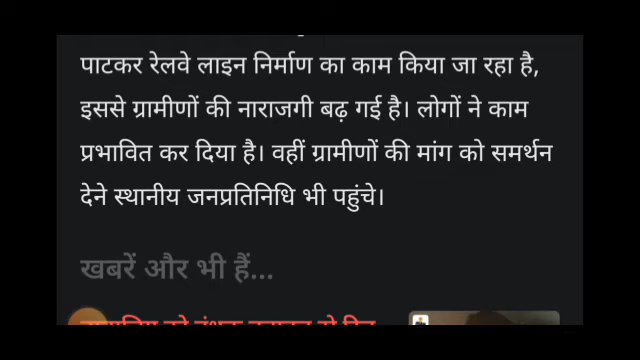 पाटकर रेलवे लाइन निर्माण का काम किया जा रहा है,
इससे ग्रामीणों की नाराजगी बढ़ गई है। लोगों ने काम
प्रभावित कर दिया है। वहीं ग्रामीणों की मांग को समर्थन
देने स्थानीय जनप्रतिनिधि भी पहुंचे।
खबरें और भी हैं...